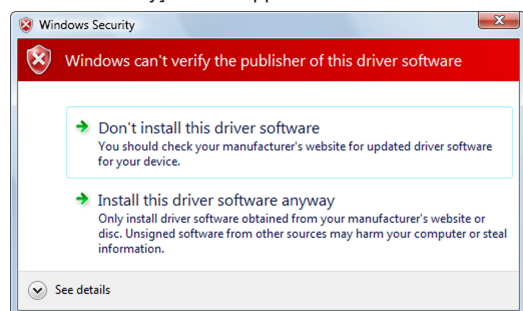 Windows Security
Windows can't verify the publisher of this driver software
Don't install this driver software
You should check your manufacturer's website for updated driver software
for your device.
Install this driver software anyway
Only install driver software obtained from your manufacturer's website or
disc. Unsigned software from other sources may harm your computer or steal
information.
See details